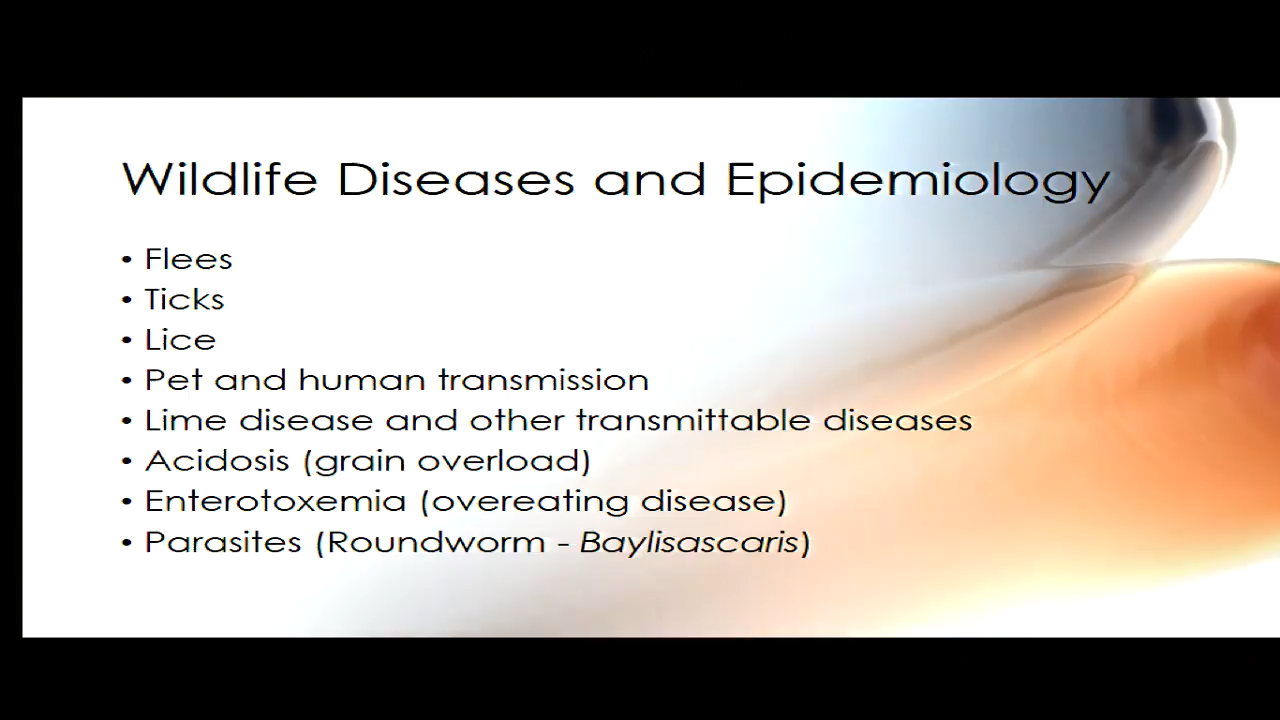 Wildlife Diseases and Epidemiology
• Flees
• Ticks
• Lice
• Pet and human transmission
• Lime disease and other transmittable diseases
• Acidosis (grain overload)
• Enterotoxemia (overeating disease)
• Parasites (Roundworm - Baylisascaris)